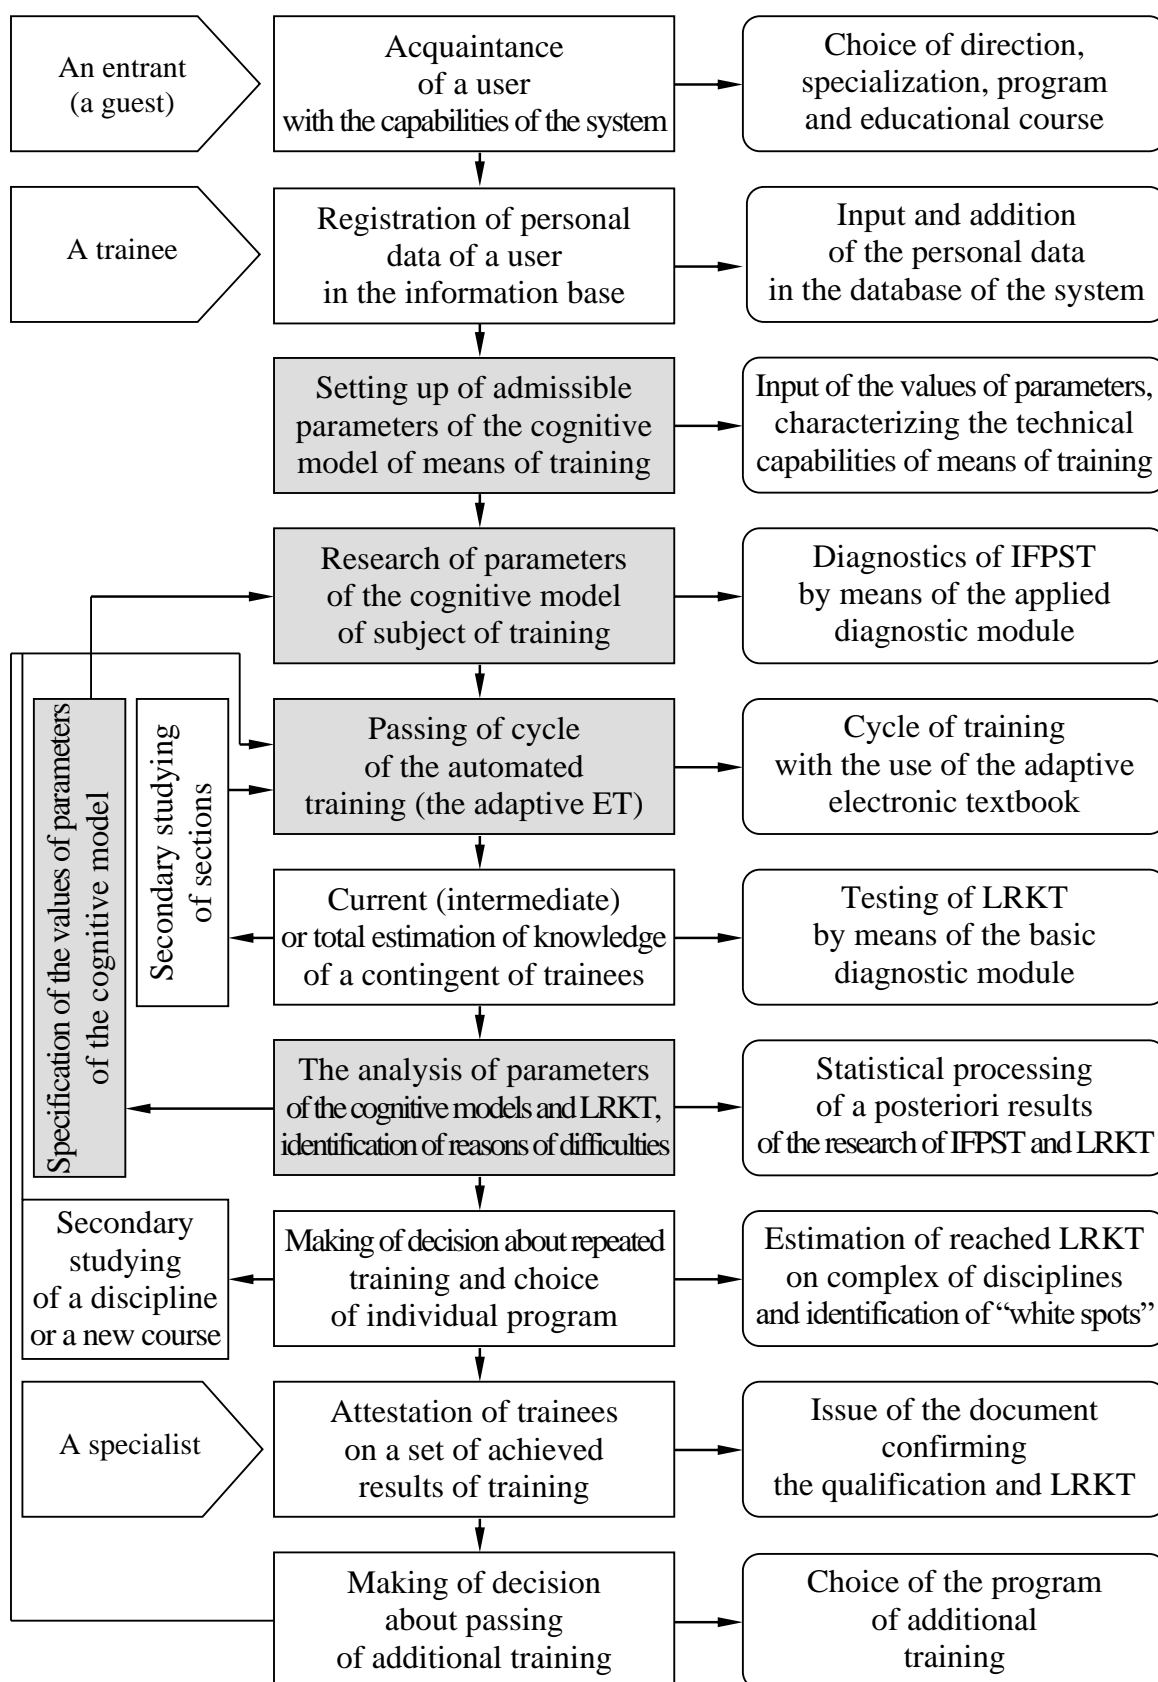 An entrant
(a guest)
Acquaintance
of a user
with the capabilities of the system
Choice of direction,
specialization, program
and educational course
A trainee
Registration of personal
data of a user
in the information base
Input and addition
of the personal data
in the database of the system
Setting up of admissible
parameters of the cognitive
model of means of training
Input of the values of parameters,
characterizing the technical
capabilities of means of training
Research of parameters
of the cognitive model
of subject of training
Diagnostics of IFPST
by means of the applied
diagnostic module
Specification of the values of parameters
of the cognitive model
Secondary studying
of sections
Passing of cycle
of the automated
training (the adaptive ET)
Cycle of training
with the use of the adaptive
electronic textbook
Current (intermediate)
or total estimation of knowledge
of a contingent of trainees
Testing of LRKT
by means of the basic
diagnostic module
The analysis of parameters
of the cognitive models and LRKT,
identification of reasons of difficulties
Statistical processing
of a posteriori results
of the research of IFPST and LRKT
Secondary
studying
of a discipline
or a new course
Making of decision about repeated
training and choice
of individual program
Estimation of reached LRKT
on complex of disciplines
and identification of “white spots”
A specialist
Attestation of trainees
on a set of achieved
results of training
Issue of the document
confirming
the qualification and LRKT
Making of decision
about passing
of additional training
Choice of the program
of additional
training